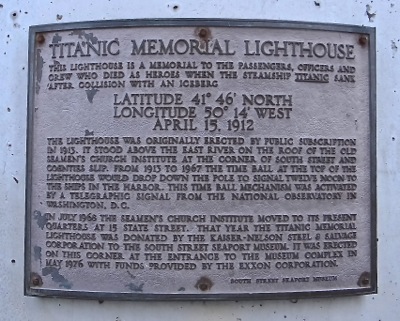 TITANIC MEMORIAL LIGHTHOUSE
THIS LIGHTHOUSE IS A MEMORIAL TO THE PASSENGERS, OFFICERS AND
CREW WHO DIED AS HEROES WHEN THE STEAMSHIP TITANIC SANK
AFTER COLLISION WITH AN ICEBERG
LATITUDE 41° 46' NORTH
LONGITUDE 50° 14' WEST
APRIL 15, 1912
THE LIGHTHOUSE WAS ORIGINALLY ERECTED BY PUBLIC SUBSCRIPTION
IN 1913. IT STOOD ABOVE THE EAST RIVER ON THE ROOF OF THE OLD
SEAMEN'S CHURCH INSTITUTE AT THE CORNER OF SOUTH STREET AND
COENTIES SLIP. FROM 1913 TO 1967 THE TIME BALL AT THE TOP OF THE
LIGHTHOUSE WOULD DROP DOWN THE POLE TO SIGNAL TWELVE NOON TO
THE SHIPS IN THE HARBOR. THIS TIME BALL MECHANISM WAS ACTIVATED
BY A TELEGRAPHIC SIGNAL FROM THE NATIONAL OBSERVATORY IN
WASHINGTON, D.C.
IN JULY 1968 THE SEAMEN'S CHURCH INSTITUTE MOVED TO ITS PRESENT
QUARTERS AT 15 STATE STREET. THAT YEAR THE TITANIC MEMORIAL
LIGHTHOUSE WAS DONATED BY THE KAISER-NELSON STEEL & SALVAGE
CORPORATION TO THE SOUTH STREET SEAPORT MUSEUM. IT WAS ERECTED
ON THIS CORNER AT THE ENTRANCE TO THE MUSEUM COMPLEX IN
MAY 1976 WITH FUNDS PROVIDED BY THE EXXON CORPORATION.
SOUTH STREET SEAPORT MUSEUM